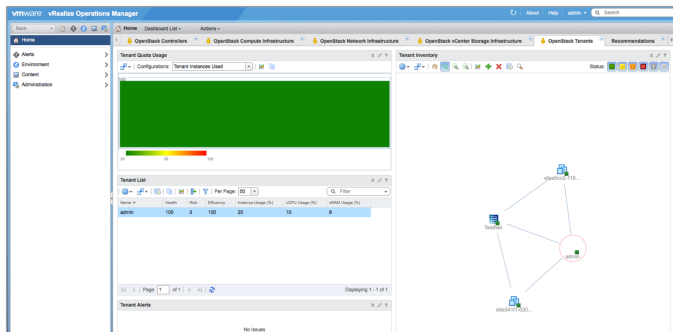 vmware vRealize Operations Manager
About Help admin Search
Back
Home Dashboard List Actions
Home
OpenStack Controllers OpenStack Compute Infrastructure OpenStack Network Infrastructure OpenStack vCenter Storage Infrastructure OpenStack Tenants Recommendations
Alerts
Environment
Content
Administration
Tenant Quota Usage
Configurations: Tenant Instances Used
80 90 100
Tenant List
Per Page: 50 Filter
Name Health Risk Efficiency Instance Usage (%) vCPU Usage (%) vRAM Usage (%)
admin 100 0 100 20 10 8
Page 1 of 1 Displaying 1 - 1 of 1
Tenant Alerts
No issues
Tenant Inventory
Status:
TestNet
admin